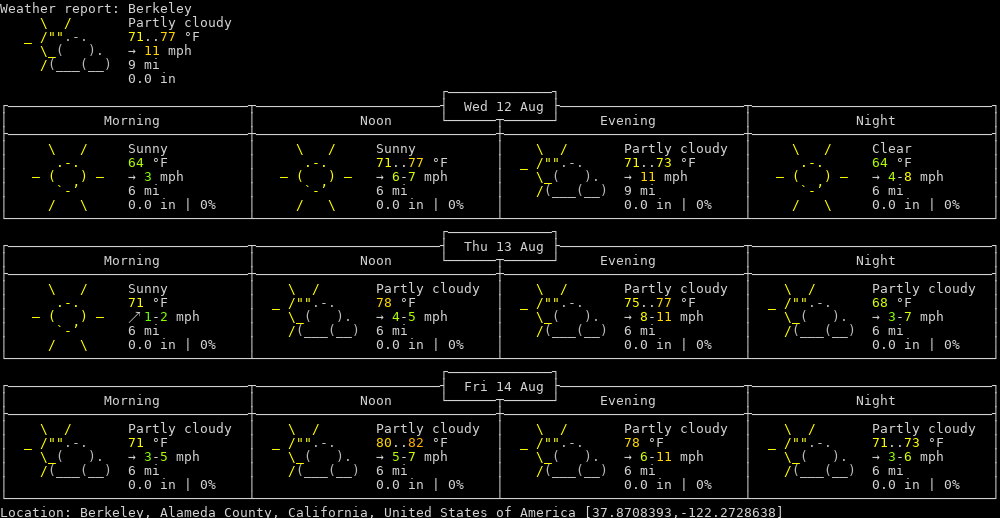 Weather report: Berkeley
Partly cloudy
71..77 °F
→ 11 mph
9 mi
0.0 in
Wed 12 Aug
Morning Noon Evening Night
Sunny Sunny Partly cloudy Clear
64 °F 71..77 °F 71..73 °F 64 °F
→ 3 mph → 6-7 mph → 11 mph → 4-8 mph
6 mi 6 mi 9 mi 6 mi
0.0 in | 0% 0.0 in | 0% 0.0 in | 0% 0.0 in | 0%
Thu 13 Aug
Morning Noon Evening Night
Sunny Partly cloudy Partly cloudy Partly cloudy
71 °F 78 °F 75..77 °F 68 °F
↗ 1-2 mph → 4-5 mph → 8-11 mph → 3-7 mph
6 mi 6 mi 6 mi 6 mi
0.0 in | 0% 0.0 in | 0% 0.0 in | 0% 0.0 in | 0%
Fri 14 Aug
Morning Noon Evening Night
Partly cloudy Partly cloudy Partly cloudy Partly cloudy
71 °F 80..82 °F 78 °F 71..73 °F
→ 3-5 mph → 5-7 mph → 6-11 mph → 3-6 mph
6 mi 6 mi 6 mi 6 mi
0.0 in | 0% 0.0 in | 0% 0.0 in | 0% 0.0 in | 0%
Location: Berkeley, Alameda County, California, United States of America [37.8708393,-122.2728638]